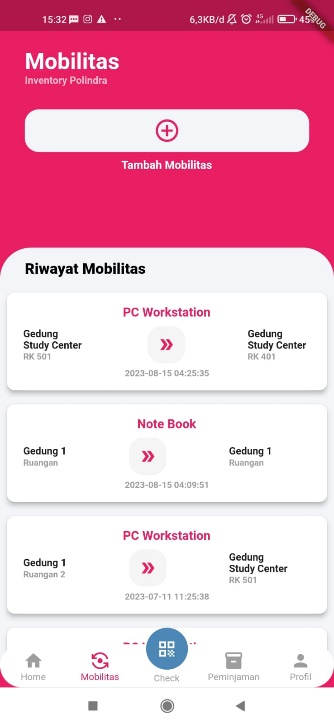 15:32
6,3KB/d
45
DEBUG
Mobilitas
Inventory Polindra
Tambah Mobilitas
Riwayat Mobilitas
PC Workstation
Gedung
Study Center
RK 501
Gedung
Study Center
RK 401
2023-08-15 04:25:35
Note Book
Gedung 1
Ruangan
Gedung 1
Ruangan
2023-08-15 04:09:51
PC Workstation
Gedung 1
Ruangan 2
Gedung
Study Center
RK 501
2023-07-11 11:25:38
Home
Mobilitas
Check
Peminjaman
Profil